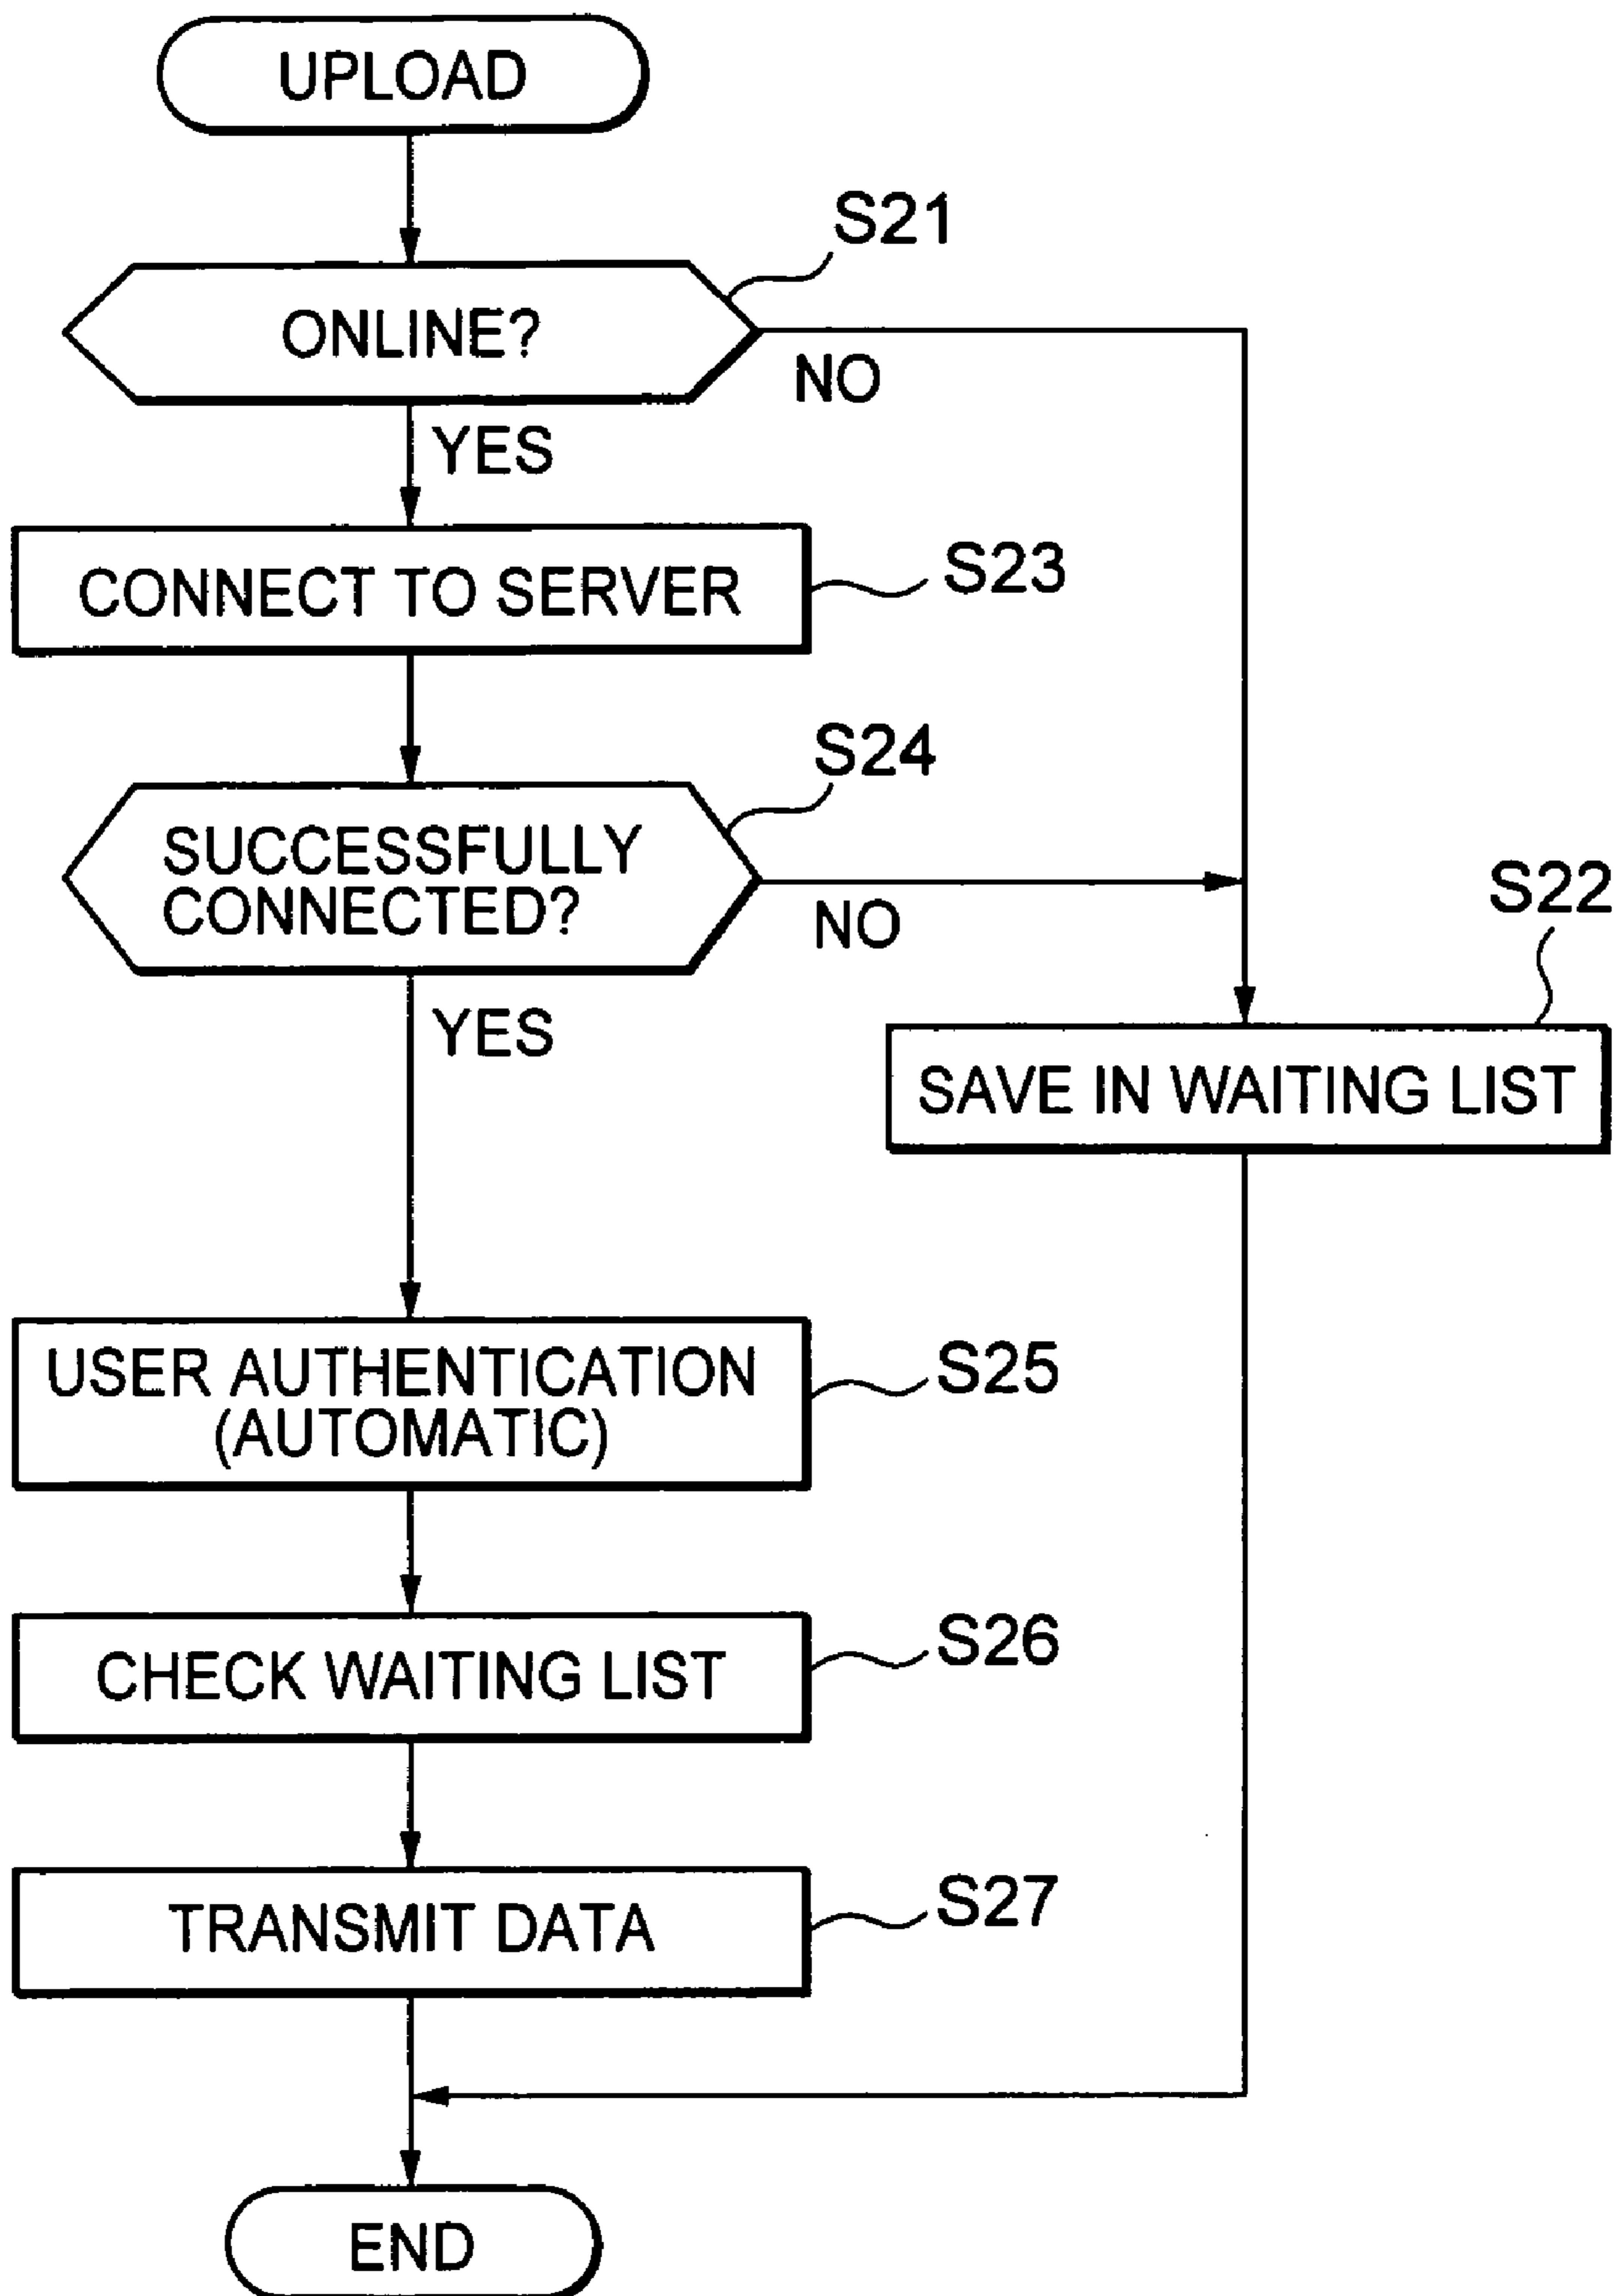 UPLOAD
S21
ONLINE?
NO
YES
CONNECT TO SERVER
S23
S24
SUCCESSFULLY
CONNECTED?
NO
S22
YES
SAVE IN WAITING LIST
USER AUTHENTICATION
(AUTOMATIC)
S25
CHECK WAITING LIST
S26
TRANSMIT DATA
S27
END